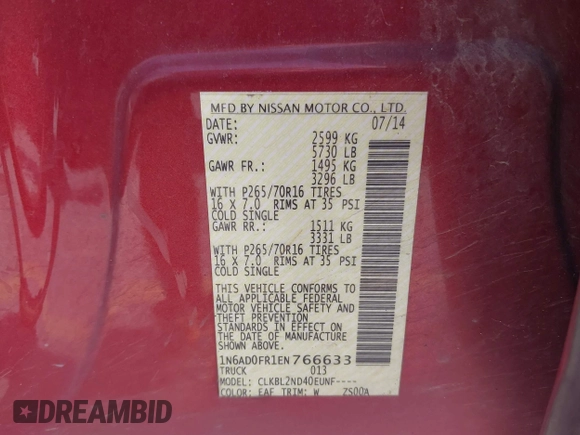 MFD BY NISSAN MOTOR CO., LTD.
DATE: 07/14
GVWR: 2599 KG
5730 LB
GAWR FR.: 1495 KG
3296 LB
WITH P265/70R16 TIRES
16 X 7.0 RIMS AT 35 PSI
COLD SINGLE
GAWR RR.: 1511 KG
3331 LB
WITH P265/70R16 TIRES
16 X 7.0 RIMS AT 35 PSI
COLD SINGLE
THIS VEHICLE CONFORMS TO
ALL APPLICABLE FEDERAL
MOTOR VEHICLE SAFETY AND
THEFT PREVENTION
STANDARDS IN EFFECT ON
THE DATE OF MANUFACTURE
SHOWN ABOVE.
1N6AD0FR1EN766633
TRUCK 013
MODEL: CLKBL2ND40EUNF----
COLOR: EAF TRIM: W ZS00A
DREAMBID